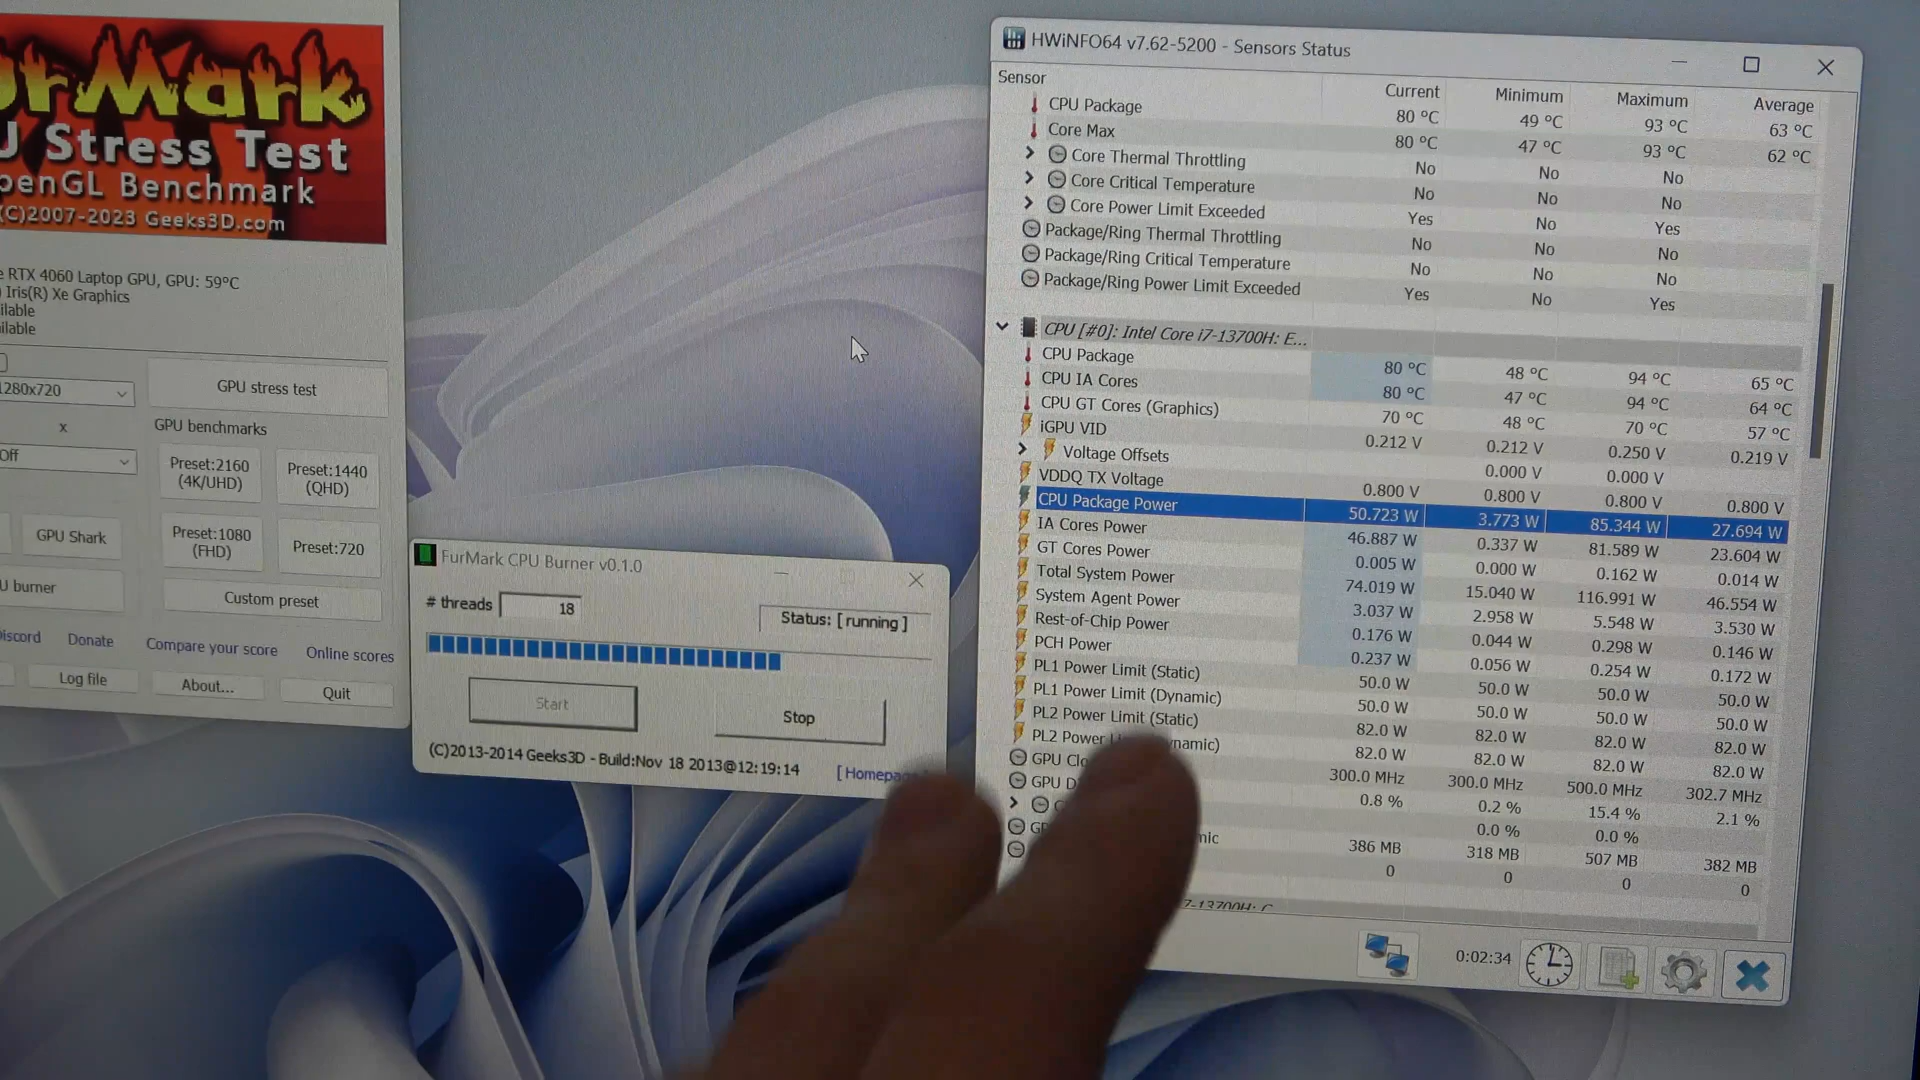 Mark
Stress Test
Benchmark
(C)2007-2023 Geeks3D.com
RTX 4060 Laptop GPU, GPU: 59°C
Iris(R) Xe Graphics
1280x720
GPU stress test
x
GPU benchmarks
Off
Preset:2160
(4K/UHD)
Preset:1440
(QHD)
GPU Shark
Preset:1080
(FHD)
Preset:720
burner
Custom preset
Donate
Compare your score
Online scores
Log file
About...
Quit
FurMark CPU Burner v0.1.0
# threads 18
Status: [ running ]
Start
Stop
(C)2013-2014 Geeks3D - Build:Nov 18 2013@12:19:14
HWiNFO64 v7.62-5200 - Sensors Status
Sensor Current Minimum Maximum Average
CPU Package 80 °C 49 °C 93 °C 63 °C
Core Max 80 °C 47 °C 93 °C 62 °C
Core Thermal Throttling No No No
Core Critical Temperature No No No
Core Power Limit Exceeded Yes No Yes
Package/Ring Thermal Throttling No No No
Package/Ring Critical Temperature No No No
Package/Ring Power Limit Exceeded Yes No Yes
CPU [#0]: Intel Core i7-13700H: E...
CPU Package 80 °C 48 °C 94 °C 65 °C
CPU IA Cores 80 °C 47 °C 94 °C 64 °C
CPU GT Cores (Graphics) 70 °C 48 °C 70 °C 57 °C
iGPU VID 0.212 V 0.212 V 0.250 V 0.219 V
Voltage Offsets 0.000 V 0.000 V
VDDQ TX Voltage 0.800 V 0.800 V 0.800 V 0.800 V
CPU Package Power 50.723 W 3.773 W 85.344 W 27.694 W
IA Cores Power 46.887 W 0.337 W 81.589 W 23.604 W
GT Cores Power 0.005 W 0.000 W 0.162 W 0.014 W
Total System Power 74.019 W 15.040 W 116.991 W 46.554 W
System Agent Power 3.037 W 2.958 W 5.548 W 3.530 W
Rest-of-Chip Power 0.176 W 0.044 W 0.298 W 0.146 W
PCH Power 0.237 W 0.056 W 0.254 W 0.172 W
PL1 Power Limit (Static) 50.0 W 50.0 W 50.0 W 50.0 W
PL1 Power Limit (Dynamic) 50.0 W 50.0 W 50.0 W 50.0 W
PL2 Power Limit (Static) 82.0 W 82.0 W 82.0 W 82.0 W
PL2 Power 82.0 W 82.0 W 82.0 W 82.0 W
GPU 300.0 MHz 300.0 MHz 500.0 MHz 302.7 MHz
GPU 0.8 % 0.2 % 15.4 % 2.1 %
0.0 % 0.0 %
386 MB 318 MB 507 MB 382 MB
0 0 0 0
0:02:34